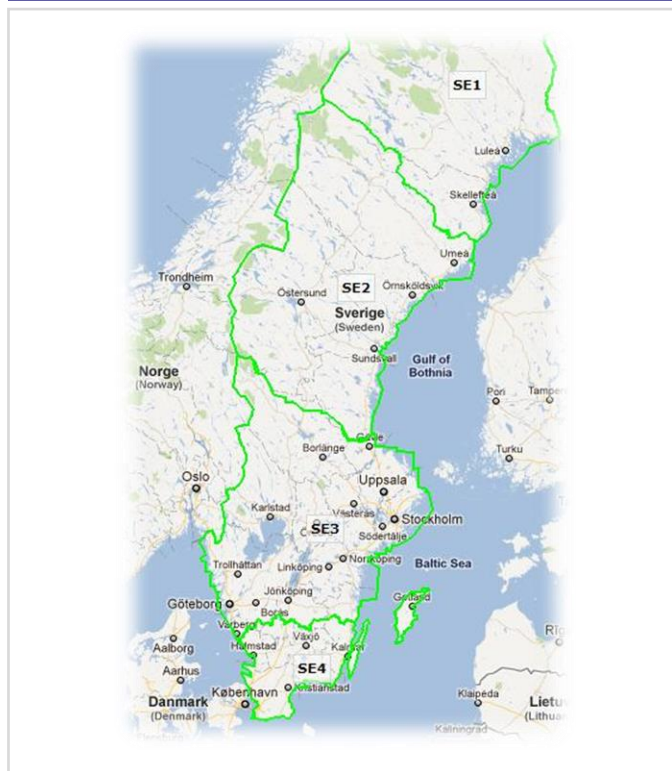 SE1
Luleå
Skellefteå
Umeå
Trondheim
SE2
Östersund
Örnsköldsvik
Sverige
(Sweden)
Sundsvall
Gulf of
Bothnia
Norge
(Norway)
Pori
Turku
Borlänge
Oslo
Uppsala
Karlstad
Västerås
SE3
Stockholm
Södertälje
Trollhättan
Linköping
Norrköping
Baltic Sea
Jönköping
Göteborg
Borås
Gotland
Varberg
Aalborg
Växjö
Halmstad
Kalmar
SE4
Aarhus
København
Kristianstad
Klaipėda
Danmark
(Denmark)
Kaliningrad